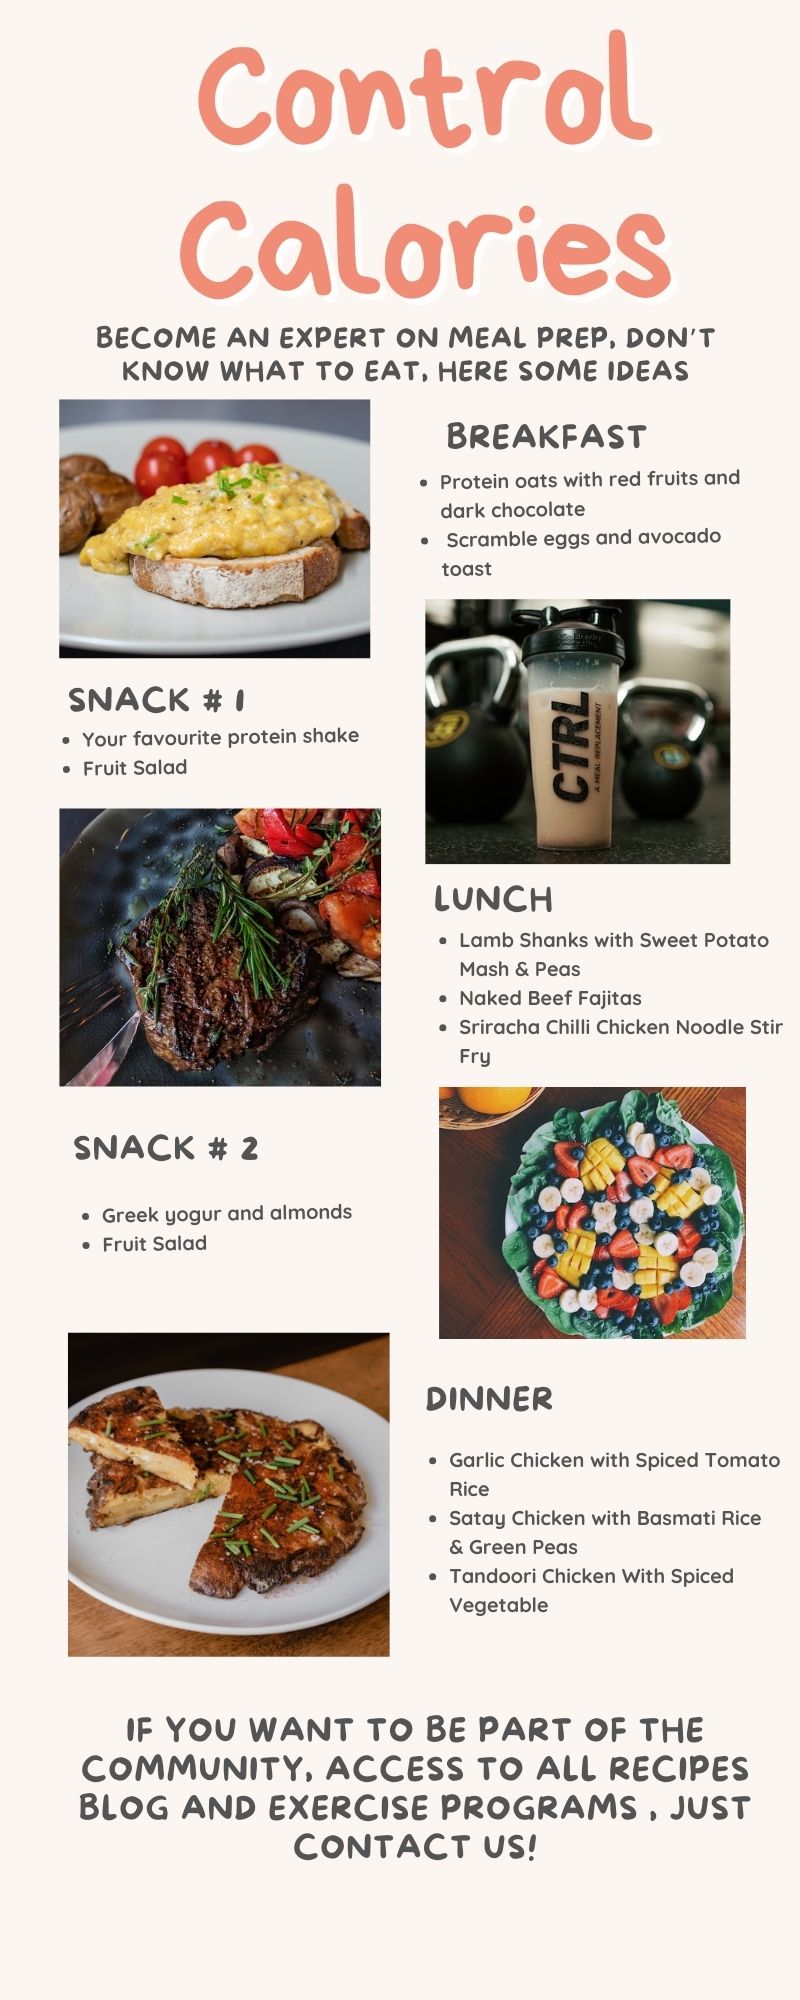 Control
Calories
BECOME AN EXPERT ON MEAL PREP, DON'T
KNOW WHAT TO EAT, HERE SOME IDEAS
BREAKFAST
• Protein oats with red fruits and
dark chocolate
• Scramble eggs and avocado
toast
SNACK # 1
• Your favourite protein shake
• Fruit Salad
CTRL
A MEAL REPLACEMENT
LUNCH
• Lamb Shanks with Sweet Potato
Mash & Peas
• Naked Beef Fajitas
• Sriracha Chilli Chicken Noodle Stir
Fry
SNACK # 2
• Greek yogur and almonds
• Fruit Salad
DINNER
• Garlic Chicken with Spiced Tomato
Rice
• Satay Chicken with Basmati Rice
& Green Peas
• Tandoori Chicken With Spiced
Vegetable
IF YOU WANT TO BE PART OF THE
COMMUNITY, ACCESS TO ALL RECIPES
BLOG AND EXERCISE PROGRAMS , JUST
CONTACT US!